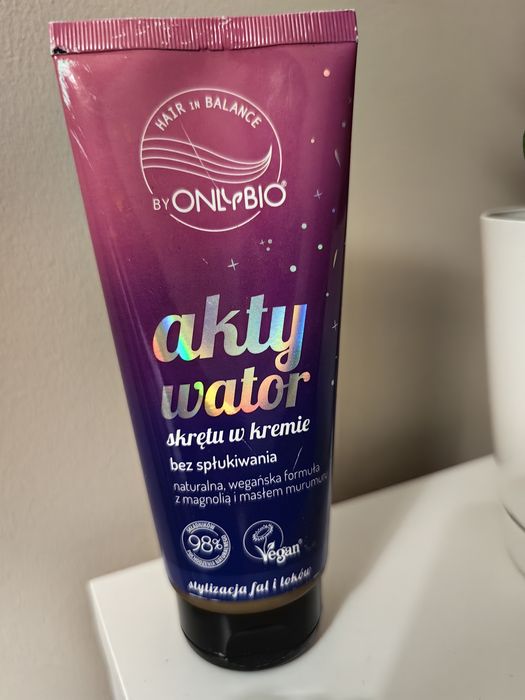 HAIR IN BALANCE
BY ONLYBIO®
akty
wator
skrętu w kremie
bez spłukiwania
naturalna, wegańska formuła
z magnolią i masłem murumuru
SKŁADNIKÓW
98%
Vegan
stylizacja fal i loków